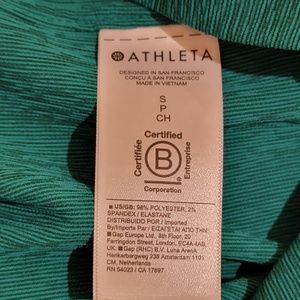 ATHLETA
DESIGNED IN SAN FRANCISCO
CONÇU À SAN FRANCISCO
MADE IN VIETNAM
S
P
CH
Certified
Certifiée
B
Entreprise
Corporation
US/GB: 98% POLYESTER, 2%
SPANDEX / ELASTANE
DISTRIBUIDO POR / Imported
By/Importé Par / ΕΙΣΑΓΕΤΑΙ ΑΠΟ ΤΗΝ:
Gap Europe Ltd., 8th Floor, 20
Farringdon Street, London, EC4A 4AB,
UK. Gap (RHC) B.V. Luna ArenA
Herikerbergweg 238 Amsterdam 1101
CM, Netherlands
RN 54023 / CA 17897